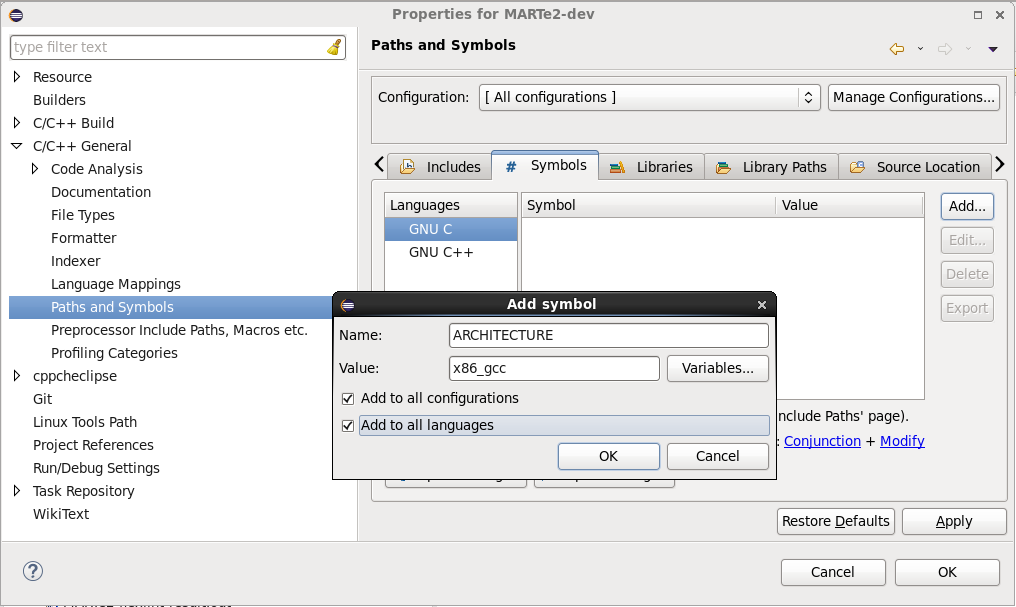 Properties for MARTe2-dev
type filter text
Resource
Builders
C/C++ Build
C/C++ General
Code Analysis
Documentation
File Types
Formatter
Indexer
Language Mappings
Paths and Symbols
Preprocessor Include Paths, Macros etc.
Profiling Categories
cppcheclipse
Git
Linux Tools Path
Project References
Run/Debug Settings
Task Repository
WikiText
Paths and Symbols
Configuration: [ All configurations ] Manage Configurations...
Includes # Symbols Libraries Library Paths Source Location
Languages Symbol Value
GNU C
GNU C++
Add...
Edit...
Delete
Export
Add symbol
Name: ARCHITECTURE
Value: x86_gcc Variables...
Add to all configurations
Add to all languages
OK Cancel
nclude Paths' page).
: Conjunction + Modify
Restore Defaults Apply
Cancel OK